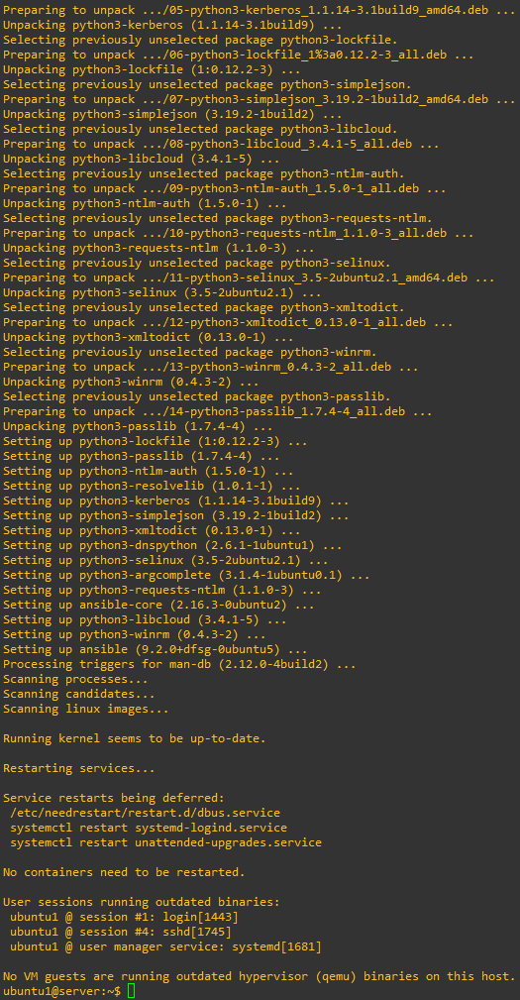 Preparing to unpack .../05-python3-kerberos_1.1.14-3.1build9_amd64.deb ...
Unpacking python3-kerberos (1.1.14-3.1build9) ...
Selecting previously unselected package python3-lockfile.
Preparing to unpack .../06-python3-lockfile_1%3a0.12.2-3_all.deb ...
Unpacking python3-lockfile (1:0.12.2-3) ...
Selecting previously unselected package python3-simplejson.
Preparing to unpack .../07-python3-simplejson_3.19.2-1build2_amd64.deb ...
Unpacking python3-simplejson (3.19.2-1build2) ...
Selecting previously unselected package python3-libcloud.
Preparing to unpack .../08-python3-libcloud_3.4.1-5_all.deb ...
Unpacking python3-libcloud (3.4.1-5) ...
Selecting previously unselected package python3-ntlm-auth.
Preparing to unpack .../09-python3-ntlm-auth_1.5.0-1_all.deb ...
Unpacking python3-ntlm-auth (1.5.0-1) ...
Selecting previously unselected package python3-requests-ntlm.
Preparing to unpack .../10-python3-requests-ntlm_1.1.0-3_all.deb ...
Unpacking python3-requests-ntlm (1.1.0-3) ...
Selecting previously unselected package python3-selinux.
Preparing to unpack .../11-python3-selinux_3.5-2ubuntu2.1_amd64.deb ...
Unpacking python3-selinux (3.5-2ubuntu2.1) ...
Selecting previously unselected package python3-xmltodict.
Preparing to unpack .../12-python3-xmltodict_0.13.0-1_all.deb ...
Unpacking python3-xmltodict (0.13.0-1) ...
Selecting previously unselected package python3-winrm.
Preparing to unpack .../13-python3-winrm_0.4.3-2_all.deb ...
Unpacking python3-winrm (0.4.3-2) ...
Selecting previously unselected package python3-passlib.
Preparing to unpack .../14-python3-passlib_1.7.4-4_all.deb ...
Unpacking python3-passlib (1.7.4-4) ...
Setting up python3-lockfile (1:0.12.2-3) ...
Setting up python3-passlib (1.7.4-4) ...
Setting up python3-ntlm-auth (1.5.0-1) ...
Setting up python3-resolvelib (1.0.1-1) ...
Setting up python3-kerberos (1.1.14-3.1build9) ...
Setting up python3-simplejson (3.19.2-1build2) ...
Setting up python3-xmltodict (0.13.0-1) ...
Setting up python3-dnspython (2.6.1-1ubuntu1) ...
Setting up python3-selinux (3.5-2ubuntu2.1) ...
Setting up python3-argcomplete (3.1.4-1ubuntu0.1) ...
Setting up python3-requests-ntlm (1.1.0-3) ...
Setting up ansible-core (2.16.3-0ubuntu2) ...
Setting up python3-libcloud (3.4.1-5) ...
Setting up python3-winrm (0.4.3-2) ...
Setting up ansible (9.2.0+dfsg-0ubuntu5) ...
Processing triggers for man-db (2.12.0-4build2) ...
Scanning processes...
Scanning candidates...
Scanning linux images...

Running kernel seems to be up-to-date.

Restarting services...

Service restarts being deferred:
 /etc/needrestart/restart.d/dbus.service
 systemctl restart systemd-logind.service
 systemctl restart unattended-upgrades.service

No containers need to be restarted.

User sessions running outdated binaries:
 ubuntu1 @ session #1: login[1443]
 ubuntu1 @ session #4: sshd[1745]
 ubuntu1 @ user manager service: systemd[1681]

No VM guests are running outdated hypervisor (qemu) binaries on this host.
ubuntu1@server:~$